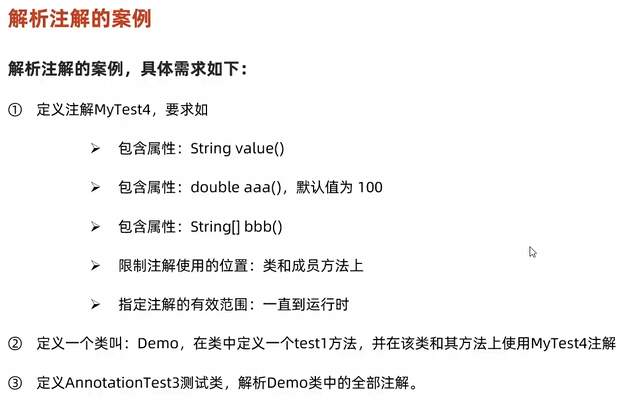 解析注解的案例
解析注解的案例，具体需求如下：
① 定义注解MyTest4，要求如
➢ 包含属性：String value()
➢ 包含属性：double aaa()，默认值为 100
➢ 包含属性：String[] bbb()
➢ 限制注解使用的位置：类和成员方法上
➢ 指定注解的有效范围：一直到运行时
② 定义一个类叫：Demo，在类中定义一个test1方法，并在该类和其方法上使用MyTest4注解
③ 定义AnnotationTest3测试类，解析Demo类中的全部注解。